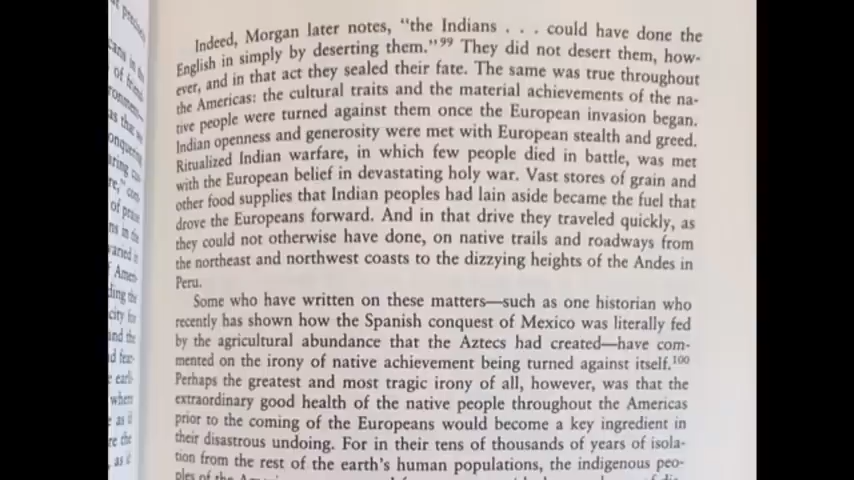 Indeed, Morgan later notes, “the Indians . . . could have done the
English in simply by deserting them.”99 They did not desert them, how-
ever, and in that act they sealed their fate. The same was true throughout
the Americas: the cultural traits and the material achievements of the na-
tive people were turned against them once the European invasion began.
Indian openness and generosity were met with European stealth and greed.
Ritualized Indian warfare, in which few people died in battle, was met
with the European belief in devastating holy war. Vast stores of grain and
other food supplies that Indian peoples had lain aside became the fuel that
drove the Europeans forward. And in that drive they traveled quickly, as
they could not otherwise have done, on native trails and roadways from
the northeast and northwest coasts to the dizzying heights of the Andes in
Peru.
Some who have written on these matters—such as one historian who
recently has shown how the Spanish conquest of Mexico was literally fed
by the agricultural abundance that the Aztecs had created—have com-
mented on the irony of native achievement being turned against itself.100
Perhaps the greatest and most tragic irony of all, however, was that the
extraordinary good health of the native people throughout the Americas
prior to the coming of the Europeans would become a key ingredient in
their disastrous undoing. For in their tens of thousands of years of isola-
tion from the rest of the earth’s human populations, the indigenous peo-
ples of the